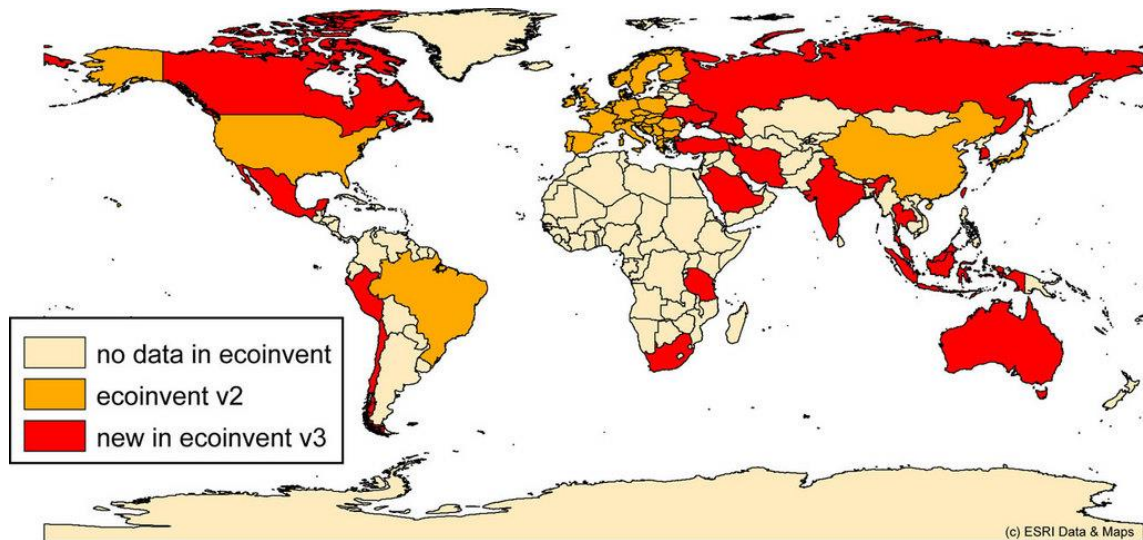 no data in ecoinvent
ecoinvent v2
new in ecoinvent v3
(c) ESRI Data & Maps